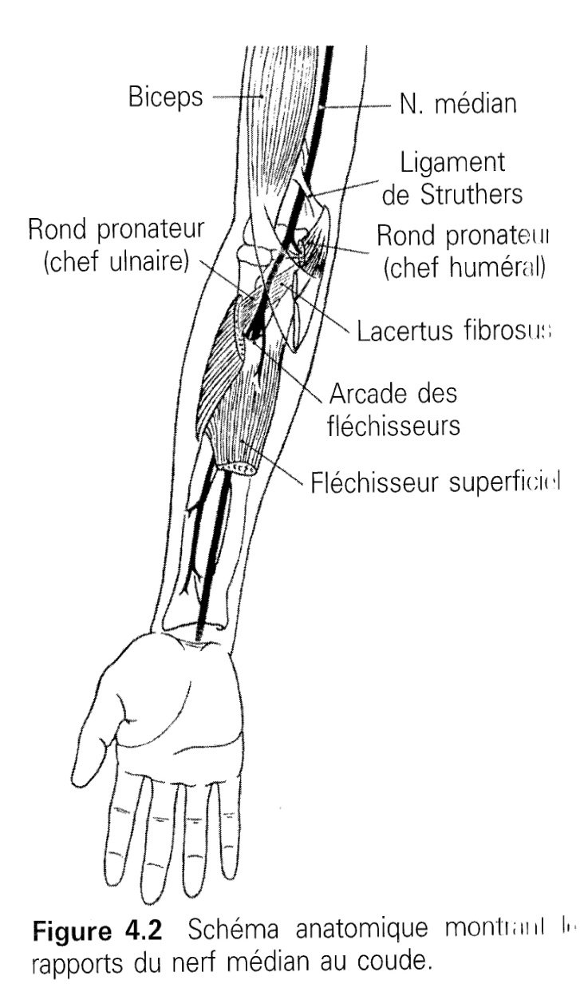 Biceps
N. médian
Ligament
de Struthers
Rond pronateur
(chef ulnaire)
Rond pronateur
(chef huméral)
Lacertus fibrosus
Arcade des
fléchisseurs
Fléchisseur superficiel
Figure 4.2 Schéma anatomique montrant
rapports du nerf médian au coude.